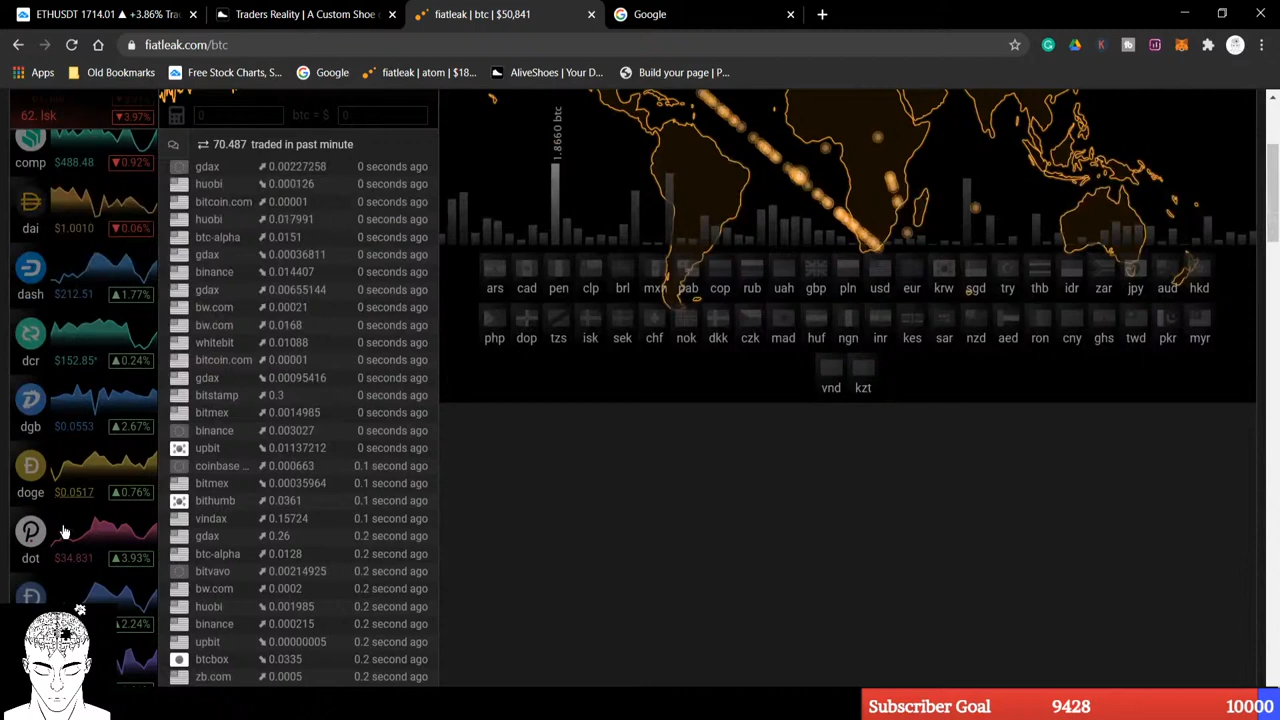 ETHUSDT 1714.01 ▲ +3.86%
Traders Reality | A Custom Shoe c
fiatleak | btc | $50,841
Google
fiatleak.com/btc
Apps
Old Bookmarks
Free Stock Charts, S...
Google
fiatleak | atom | $18...
AliveShoes | Your D...
Build your page | P...
62. lsk
▼3.97%
comp $488.48 ▼0.92%
dai $1.0010 ▼0.06%
dash $212.51 ▲1.77%
dcr $152.85* ▲0.24%
dgb $0.0553 ▲2.67%
doge $0.0517 ▲0.76%
dot $34.831 ▲3.93%
2.24%
0 btc = $ 0
70.487 traded in past minute
gdax 0.00227258 0 seconds ago
huobi 0.000126 0 seconds ago
bitcoin.com 0.00001 0 seconds ago
huobi 0.017991 0 seconds ago
btc-alpha 0.0151 0 seconds ago
gdax 0.00036811 0 seconds ago
binance 0.014407 0 seconds ago
gdax 0.00655144 0 seconds ago
bw.com 0.00021 0 seconds ago
bw.com 0.0168 0 seconds ago
whitebit 0.01088 0 seconds ago
bitcoin.com 0.00001 0 seconds ago
gdax 0.00095416 0 seconds ago
bitstamp 0.3 0 seconds ago
bitmex 0.0014985 0 seconds ago
binance 0.003027 0 seconds ago
upbit 0.01137212 0 seconds ago
coinbase ... 0.000663 0.1 second ago
bitmex 0.00035964 0.1 second ago
bithumb 0.0361 0.1 second ago
vindax 0.15724 0.1 second ago
gdax 0.26 0.2 second ago
btc-alpha 0.0128 0.2 second ago
bitvavo 0.00214925 0.2 second ago
bw.com 0.0002 0.2 second ago
huobi 0.001985 0.2 second ago
binance 0.000215 0.2 second ago
upbit 0.00000005 0.2 second ago
btcbox 0.0335 0.2 second ago
zb.com 0.0005 0.2 second ago
1.8660 btc
ars cad pen clp brl mxn pab cop rub uah gbp pln usd eur krw sgd try thb idr zar jpy aud hkd
php dop tzs isk sek chf nok dkk czk mad huf ngn inr kes sar nzd aed ron cny ghs twd pkr myr
vnd kzt
Subscriber Goal 9428 10000